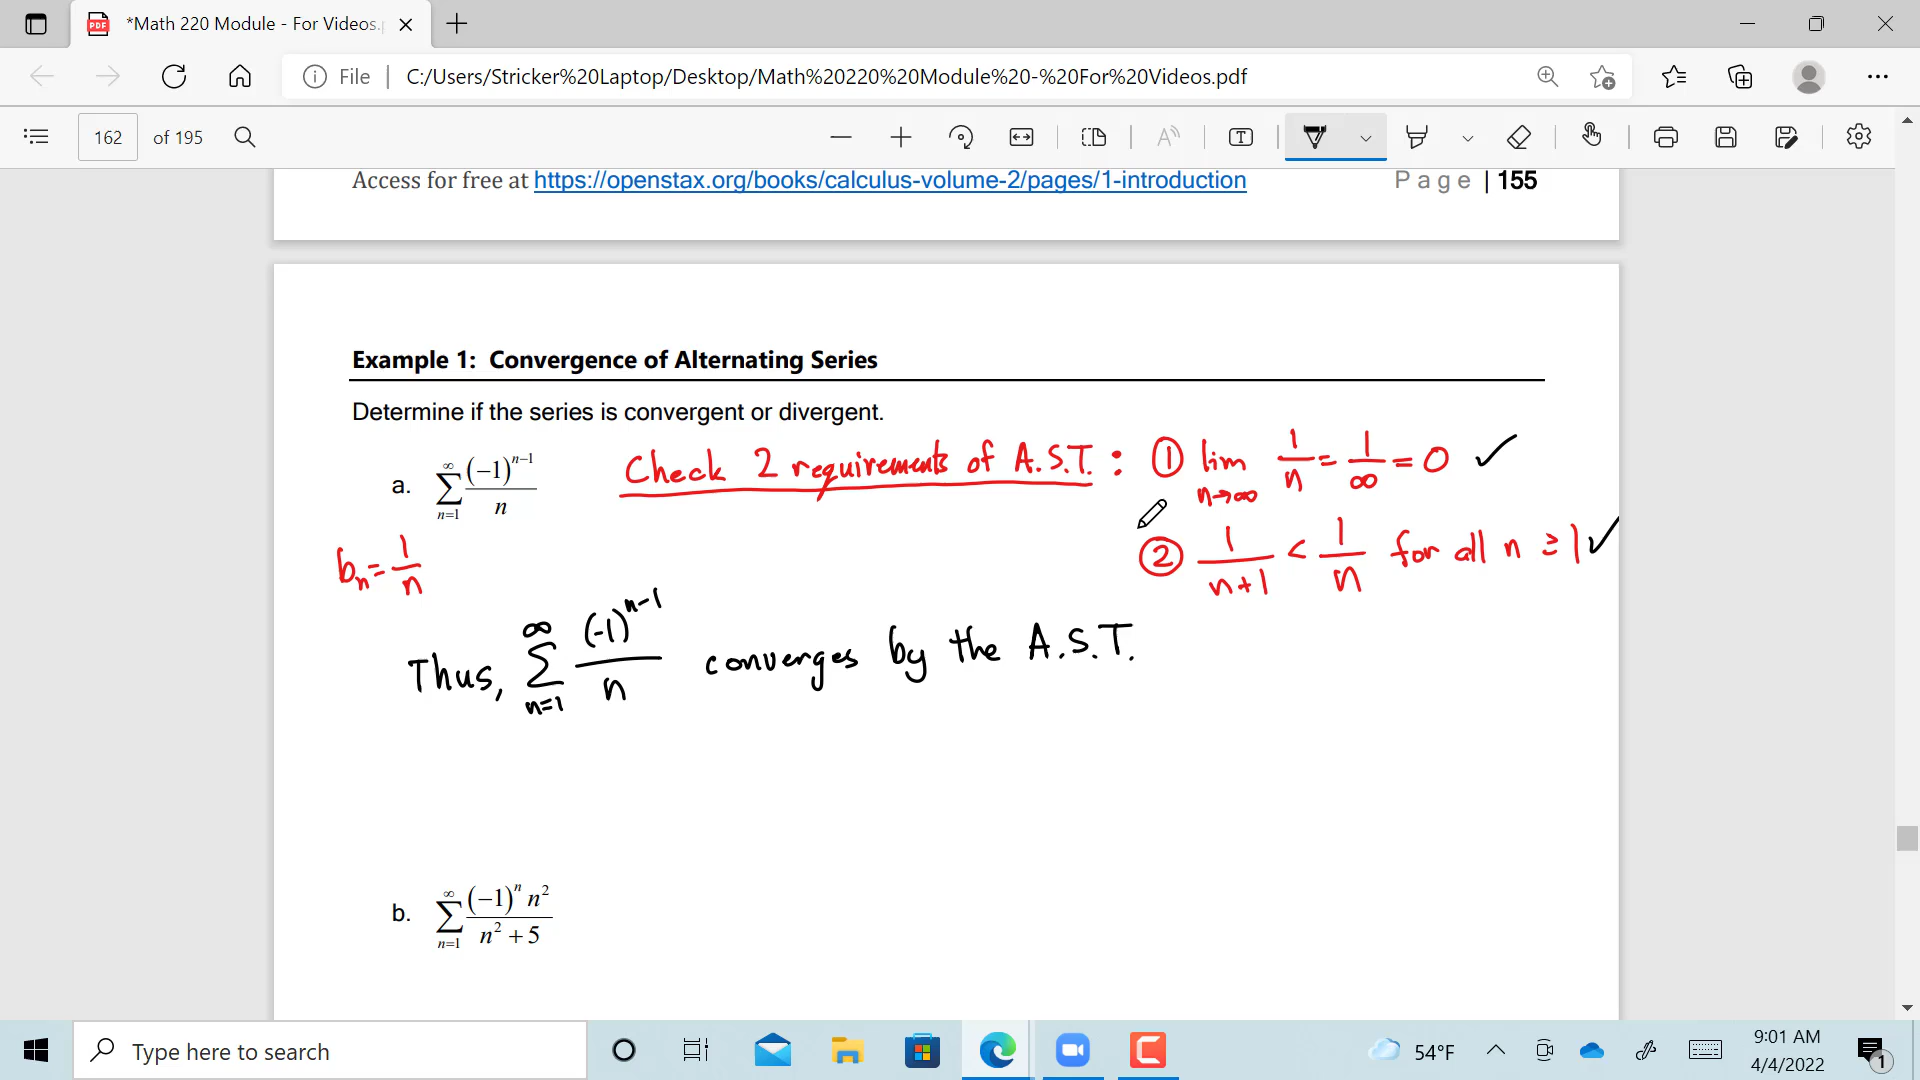 *Math 220 Module - For Videos.p
File | C:/Users/Stricker%20Laptop/Desktop/Math%20220%20Module%20-%20For%20Videos.pdf
162 of 195
Access for free at https://openstax.org/books/calculus-volume-2/pages/1-introduction Page | 155
Example 1: Convergence of Alternating Series
Determine if the series is convergent or divergent.
a. ∑_{n=1}^{∞} (−1)^{n−1} / n
Check 2 requirements of A.S.T. : ① lim_{n→∞} 1/n = 1/∞ = 0 ✓
b_n = 1/n
② 1/(n+1) < 1/n for all n ≥ 1 ✓
Thus, ∑_{n=1}^{∞} (-1)^{n-1} / n converges by the A.S.T.
b. ∑_{n=1}^{∞} (−1)^n n² / (n² + 5)
Type here to search
54°F
9:01 AM
4/4/2022
1